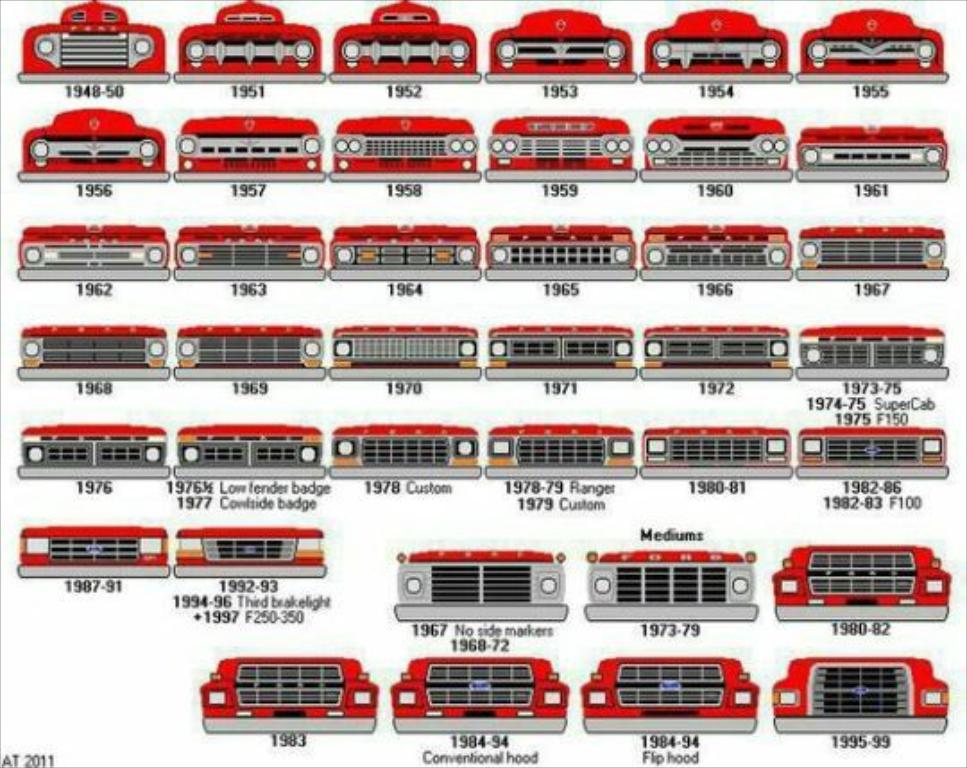 1948-50 1951 1952 1953 1954 1955
1956 1957 1958 1959 1960 1961
1962 1963 1964 1965 1966 1967
1968 1969 1970 1971 1972 1973-75
1974-75 SuperCab
1975 F150
1976 1976½ Low fender badge 1978 Custom 1978-79 Ranger 1980-81 1982-86
1977 Cowlside badge 1979 Custom 1982-83 F100
Mediums
1987-91 1992-93
1994-96 Third brakelight
+1997 F250-350
1967 No side markers 1973-79 1980-82
1968-72
1983 1984-94 1984-94 1995-99
Conventional hood Flip hood
AT 2011